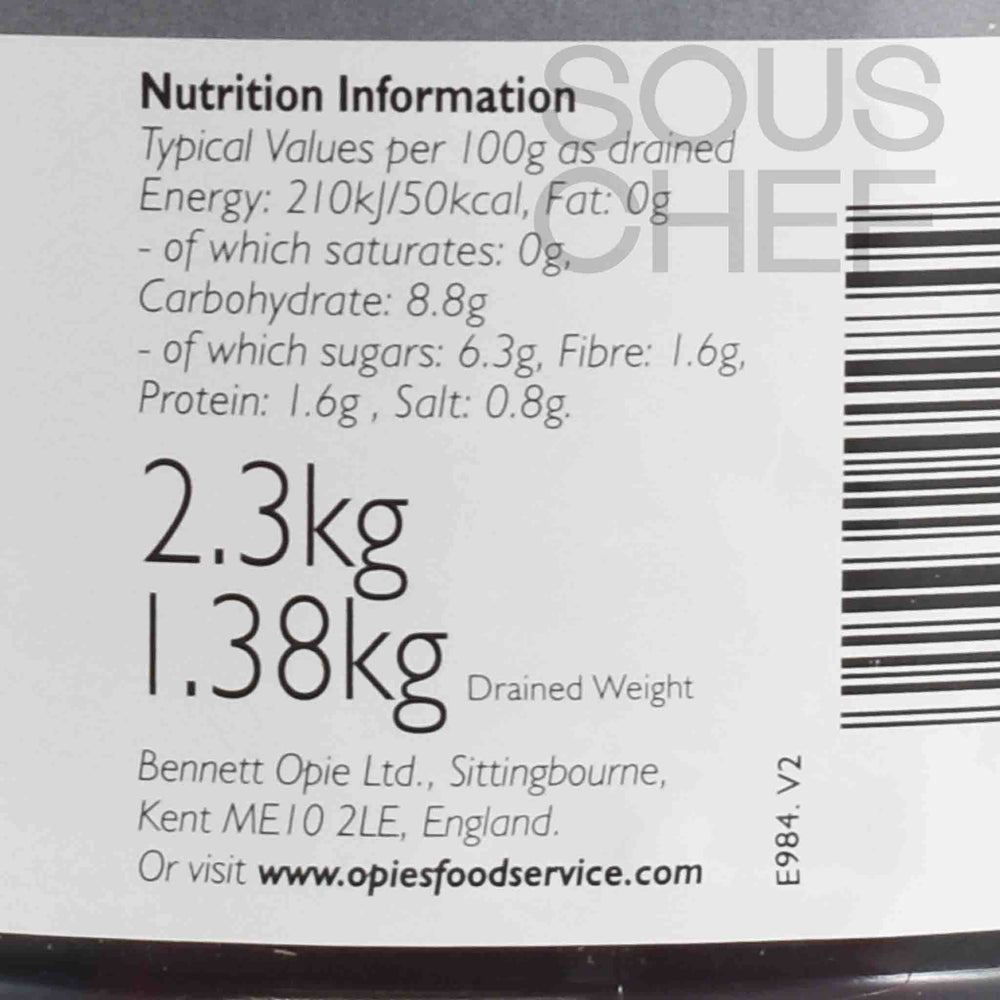 SOUS
CHEF
Nutrition Information
Typical Values per 100g as drained
Energy: 210kJ/50kcal, Fat: 0g
- of which saturates: 0g,
Carbohydrate: 8.8g
- of which sugars: 6.3g, Fibre: 1.6g,
Protein: 1.6g , Salt: 0.8g.
2.3kg
1.38kg Drained Weight
Bennett Opie Ltd., Sittingbourne,
Kent ME10 2LE, England.
Or visit www.opiesfoodservice.com
E984. V2